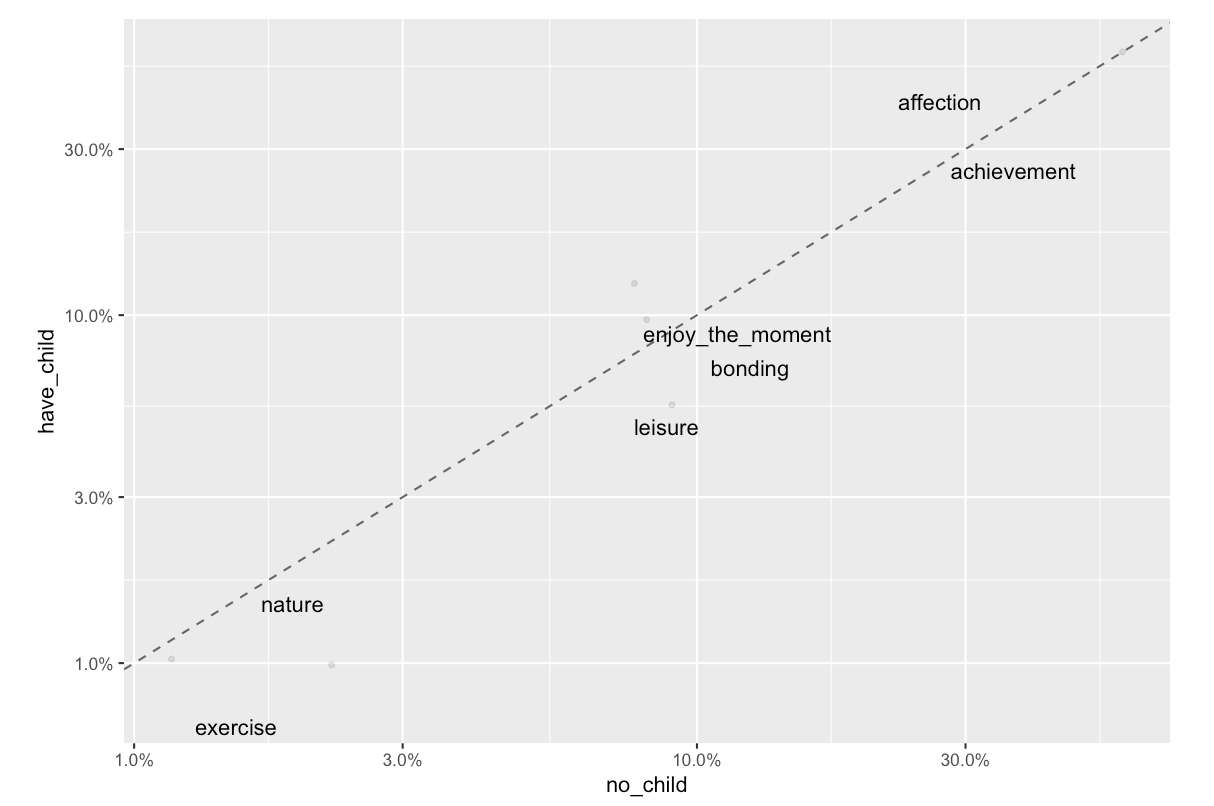 affection
30.0%
achievement
10.0%
enjoy_the_moment
bonding
have_child
leisure
3.0%
nature
1.0%
exercise
1.0%
3.0%
10.0%
30.0%
no_child